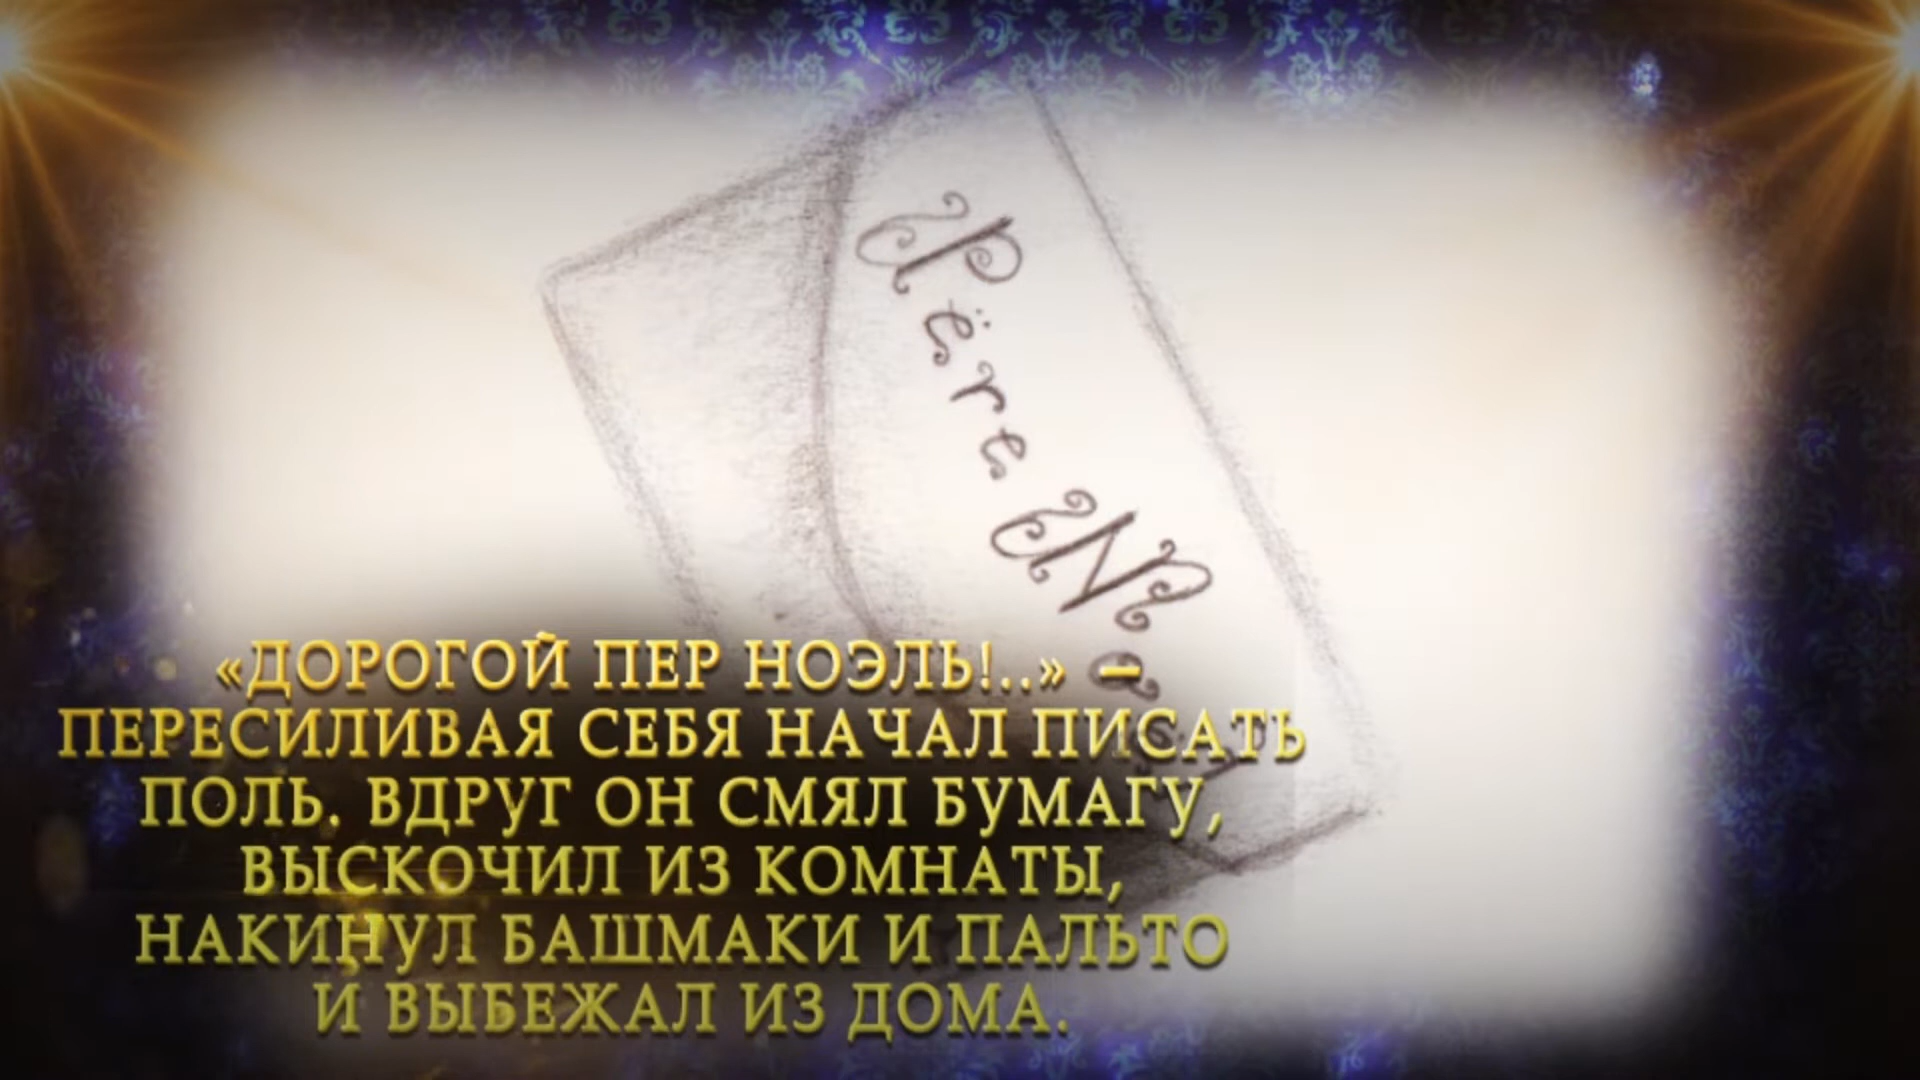 Père Noël
«ДОРОГОЙ ПЕР НОЭЛЬ!..» –
ПЕРЕСИЛИВАЯ СЕБЯ НАЧАЛ ПИСАТЬ
ПОЛЬ. ВДРУГ ОН СМЯЛ БУМАГУ,
ВЫСКОЧИЛ ИЗ КОМНАТЫ,
НАКИНУЛ БАШМАКИ И ПАЛЬТО
И ВЫБЕЖАЛ ИЗ ДОМА.